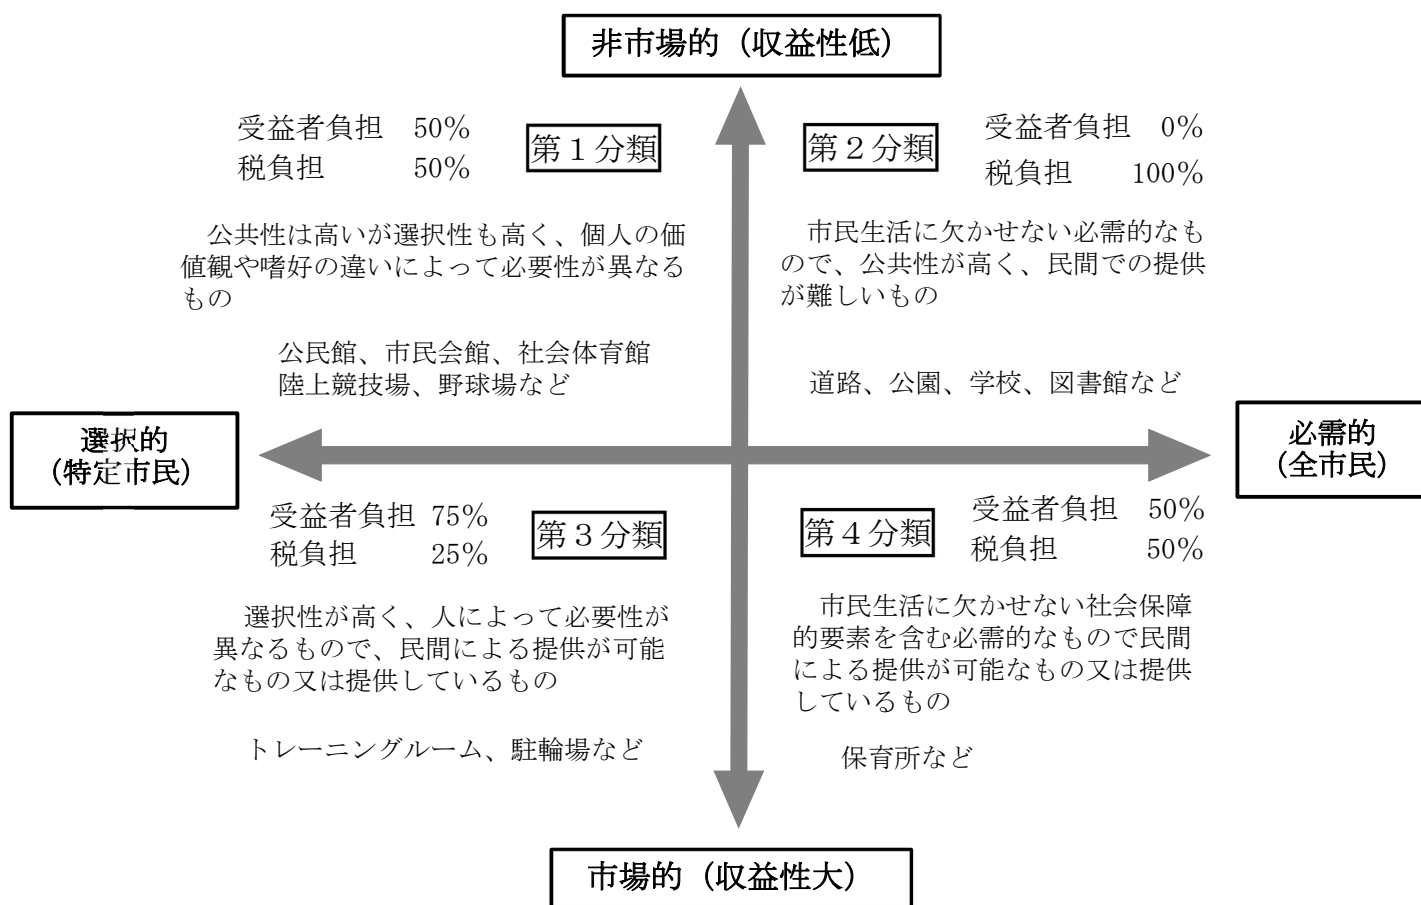 非市場的（収益性低）
受益者負担　50％
税負担　　　50％
第１分類
公共性は高いが選択性も高く、個人の価
値観や嗜好の違いによって必要性が異なる
もの
公民館、市民会館、社会体育館
陸上競技場、野球場など
第２分類
受益者負担　0％
税負担　　100％
市民生活に欠かせない必需的なも
ので、公共性が高く、民間での提供
が難しいもの
道路、公園、学校、図書館など
選択的
（特定市民）
必需的
（全市民）
受益者負担 75％
税負担　　 25％
第３分類
選択性が高く、人によって必要性が
異なるもので、民間による提供が可能
なもの又は提供しているもの
トレーニングルーム、駐輪場など
第４分類
受益者負担　50％
税負担　　　50％
市民生活に欠かせない社会保障
的要素を含む必需的なもので民間
による提供が可能なもの又は提供
しているもの
保育所など
市場的（収益性大）